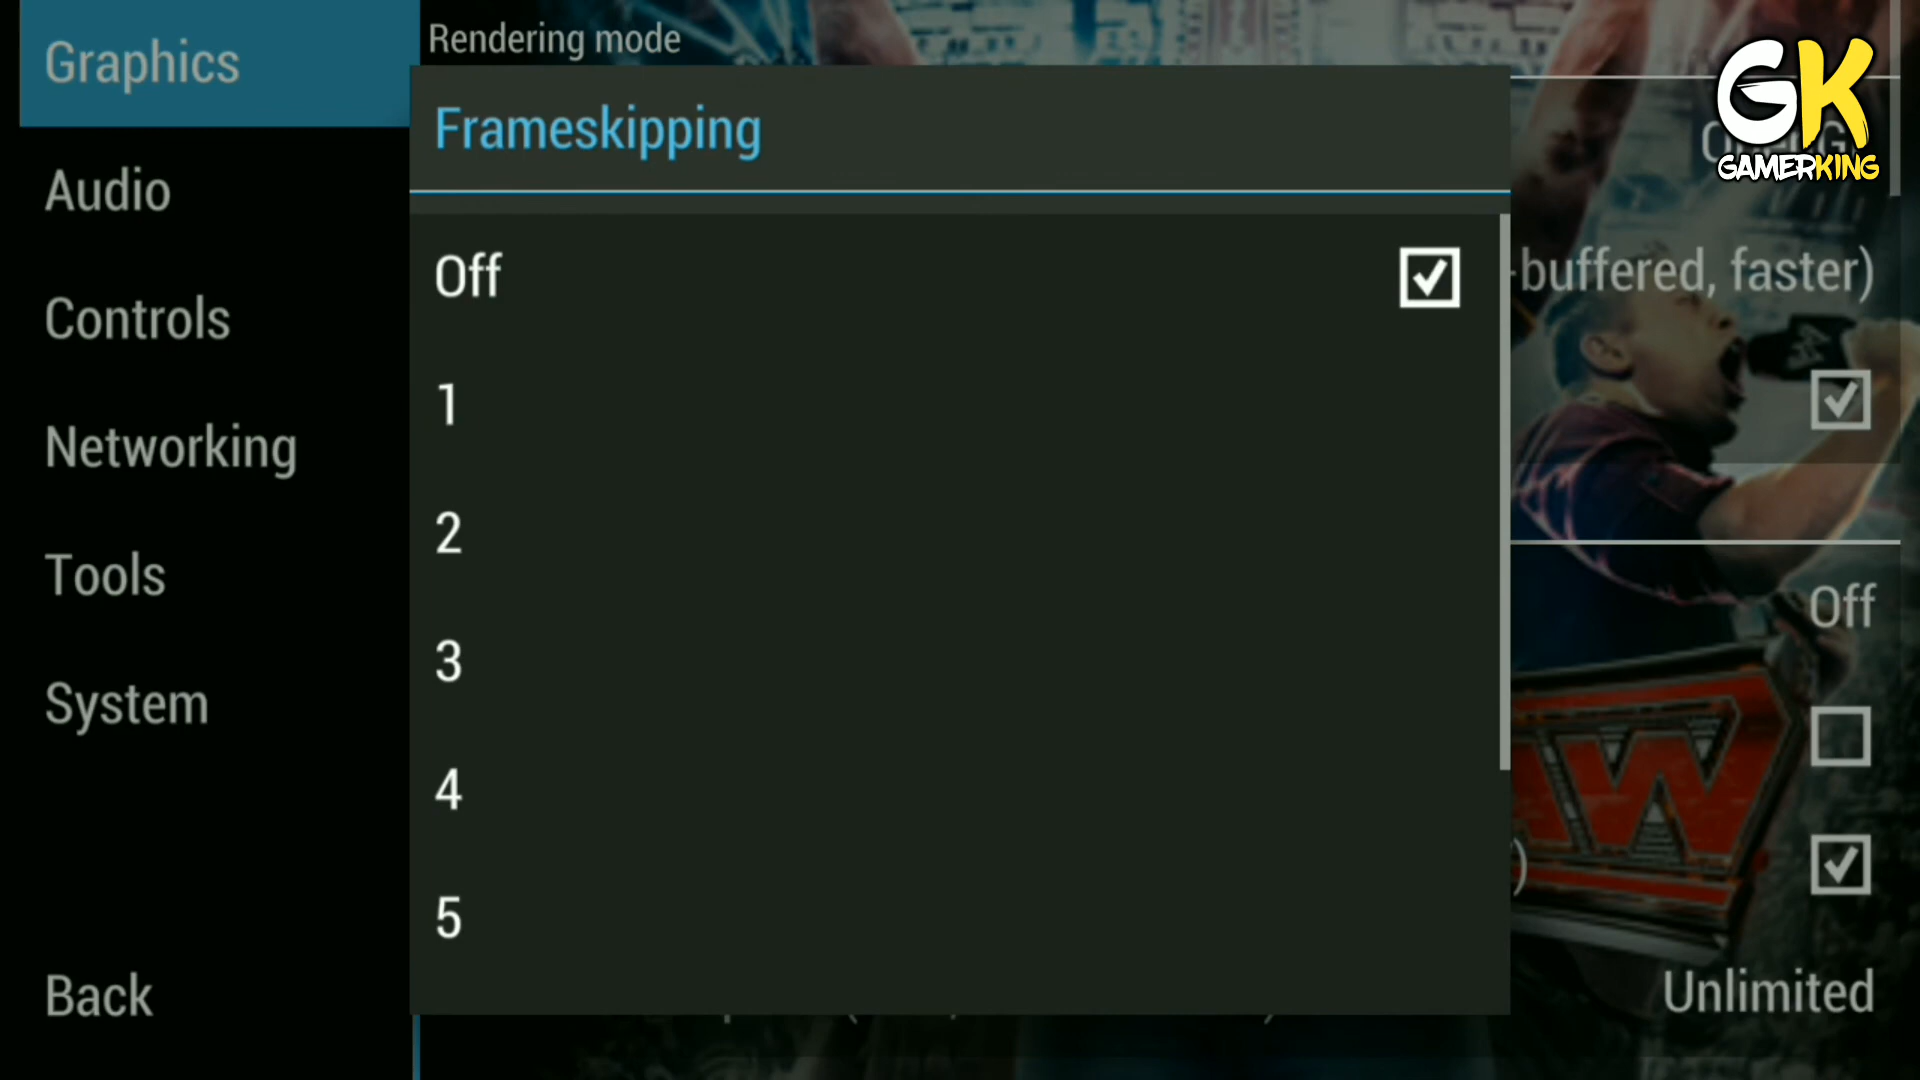 Graphics
Audio
Controls
Networking
Tools
System
Back
Rendering mode
Frameskipping
Off
1
2
3
4
5
-buffered, faster)
Off
)
Unlimited
GK
GAMERKING